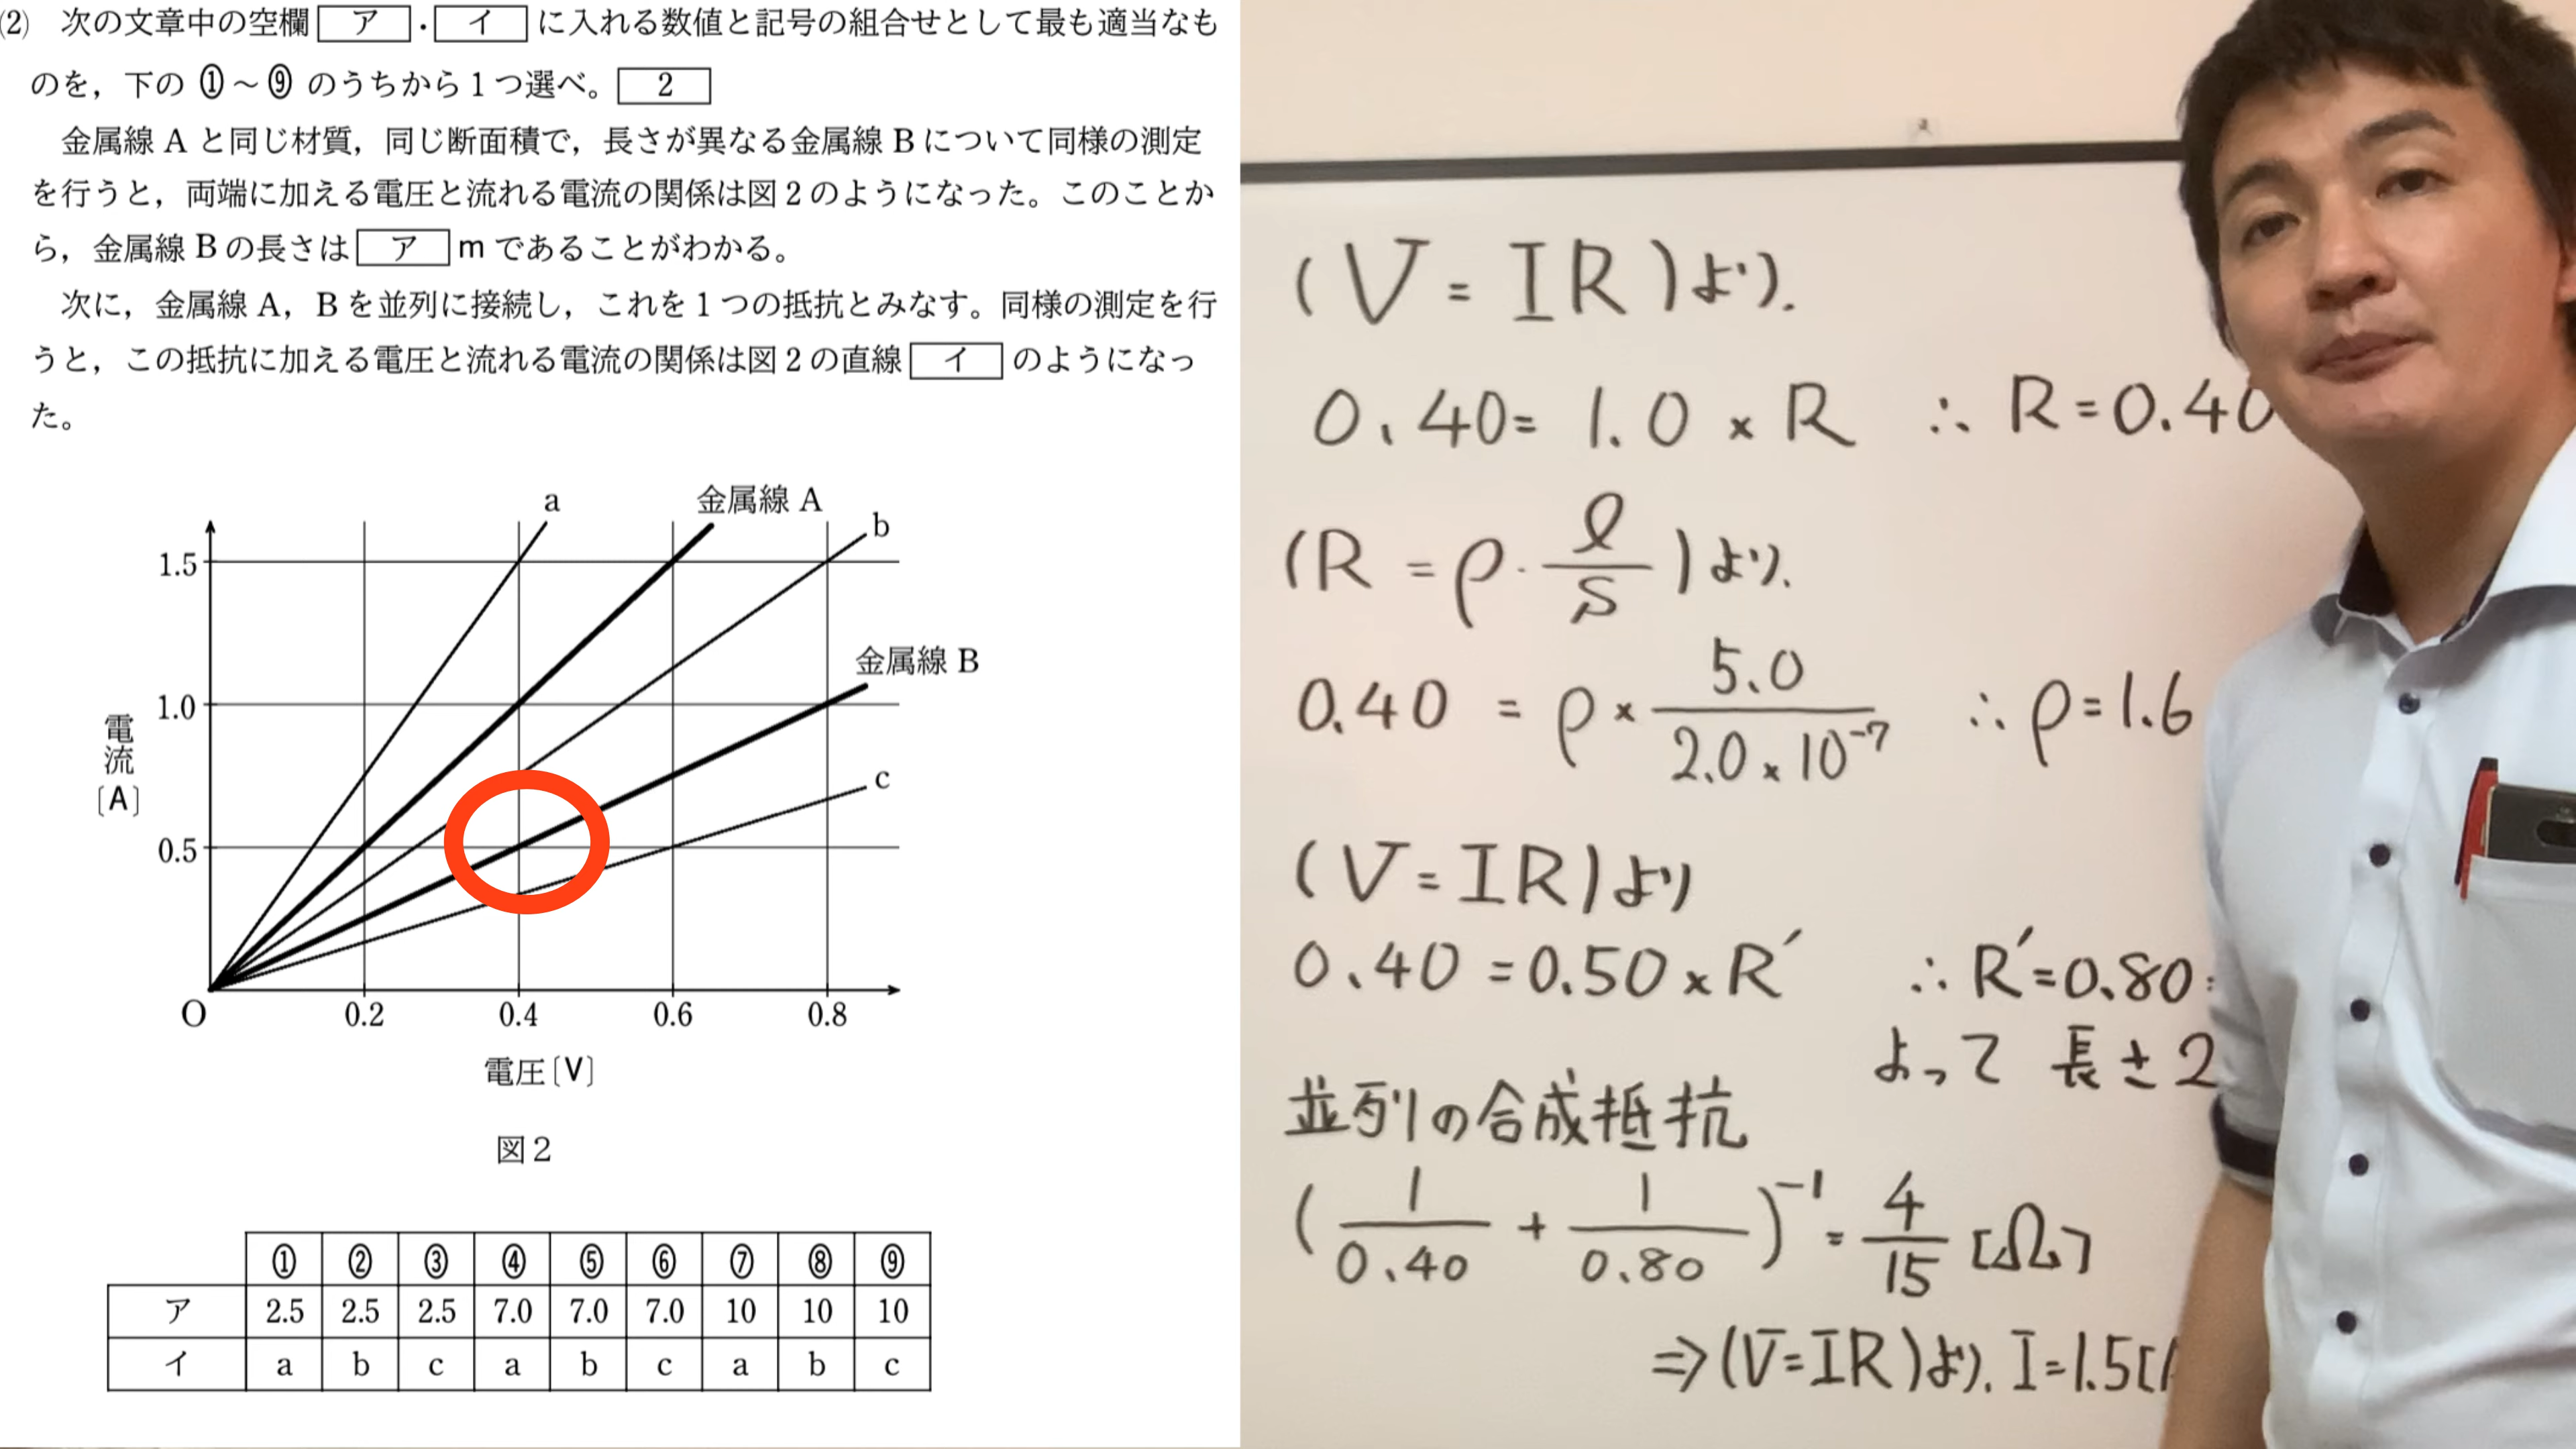 (2) 次の文章中の空欄 ア ・ イ に入れる数値と記号の組合せとして最も適当なも
のを，下の ①～⑨ のうちから1つ選べ。 2
金属線Aと同じ材質，同じ断面積で，長さが異なる金属線Bについて同様の測定
を行うと，両端に加える電圧と流れる電流の関係は図2のようになった。このことか
ら，金属線Bの長さは ア mであることがわかる。
次に，金属線A，Bを並列に接続し，これを1つの抵抗とみなす。同様の測定を行
うと，この抵抗に加える電圧と流れる電流の関係は図2の直線 イ のようになっ
た。
a
金属線A
b
金属線B
c
1.5
1.0
0.5
電流〔A〕
O 0.2 0.4 0.6 0.8
電圧〔V〕
図2
① ② ③ ④ ⑤ ⑥ ⑦ ⑧ ⑨
ア 2.5 2.5 2.5 7.0 7.0 7.0 10 10 10
イ a b c a b c a b c
(V=IR)より.
0.40=1.0×R ∴R=0.40
(R=ρ·ℓ/S)より.
0.40=ρ×5.0/2.0×10⁻⁷ ∴ρ=1.6
(V=IR)より
0.40=0.50×R′ ∴R′=0.80
よって 長さ2
並列の合成抵抗
(1/0.40+1/0.80)⁻¹=4/15[Ω]
⇒(V=IR)より. I=1.5[